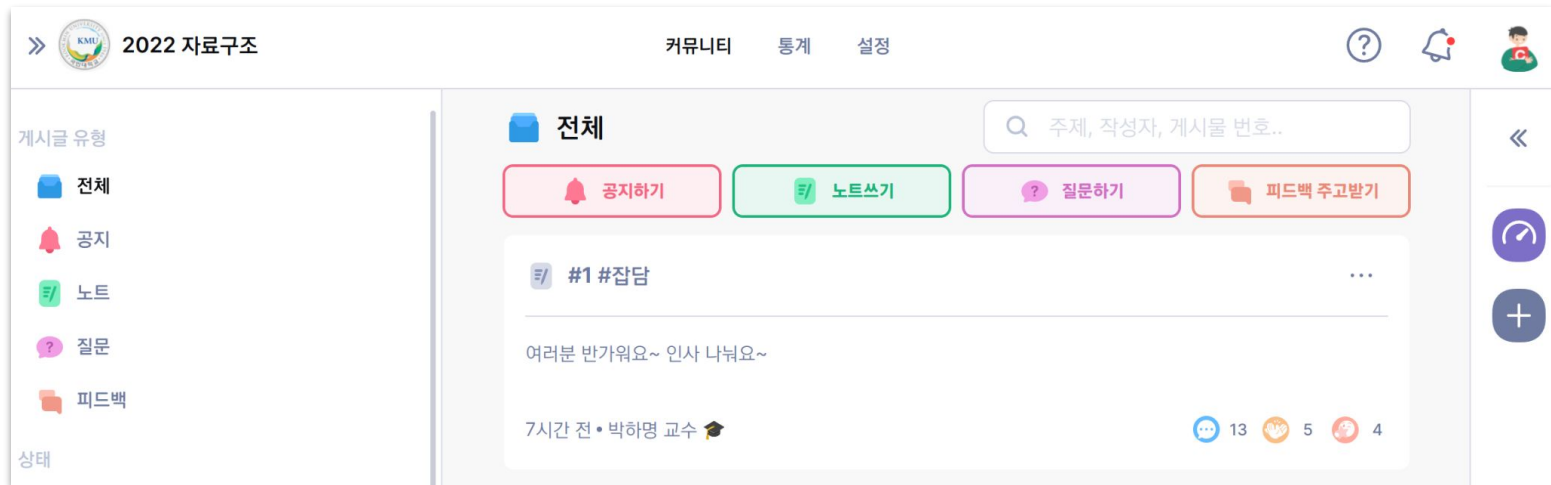 KMU 2022 자료구조 커뮤니티 통계 설정
게시글 유형
전체
공지
노트
질문
피드백
상태
전체 주제, 작성자, 게시물 번호..
공지하기 노트쓰기 질문하기 피드백 주고받기
#1 #잡담
여러분 반가워요~ 인사 나눠요~
7시간 전 • 박하명 교수 13 5 4